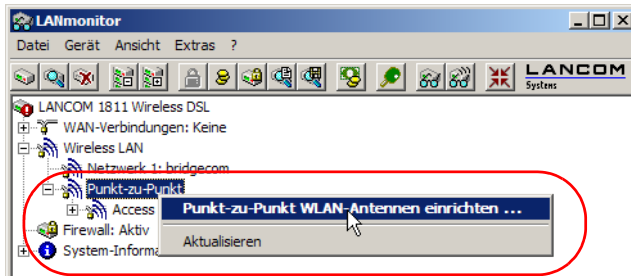 LANmonitor
Datei Gerät Ansicht Extras ?
LANCOM
Systems
LANCOM 1811 Wireless DSL
WAN-Verbindungen: Keine
Wireless LAN
Netzwerk 1: bridgecom
Punkt-zu-Punkt
Access
Punkt-zu-Punkt WLAN-Antennen einrichten ...
Firewall: Aktiv
Aktualisieren
System-Informa